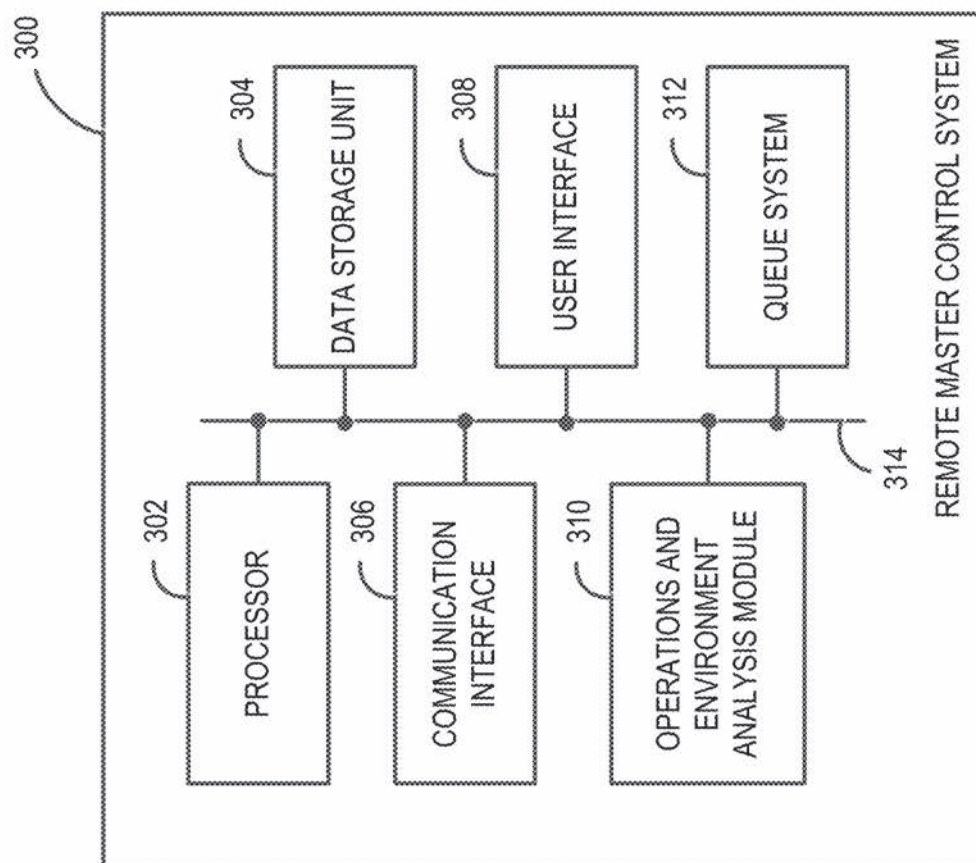 300
302
PROCESSOR
304
DATA STORAGE UNIT
306
COMMUNICATION
INTERFACE
308
USER INTERFACE
310
OPERATIONS AND
ENVIRONMENT
ANALYSIS MODULE
312
QUEUE SYSTEM
314
REMOTE MASTER CONTROL SYSTEM